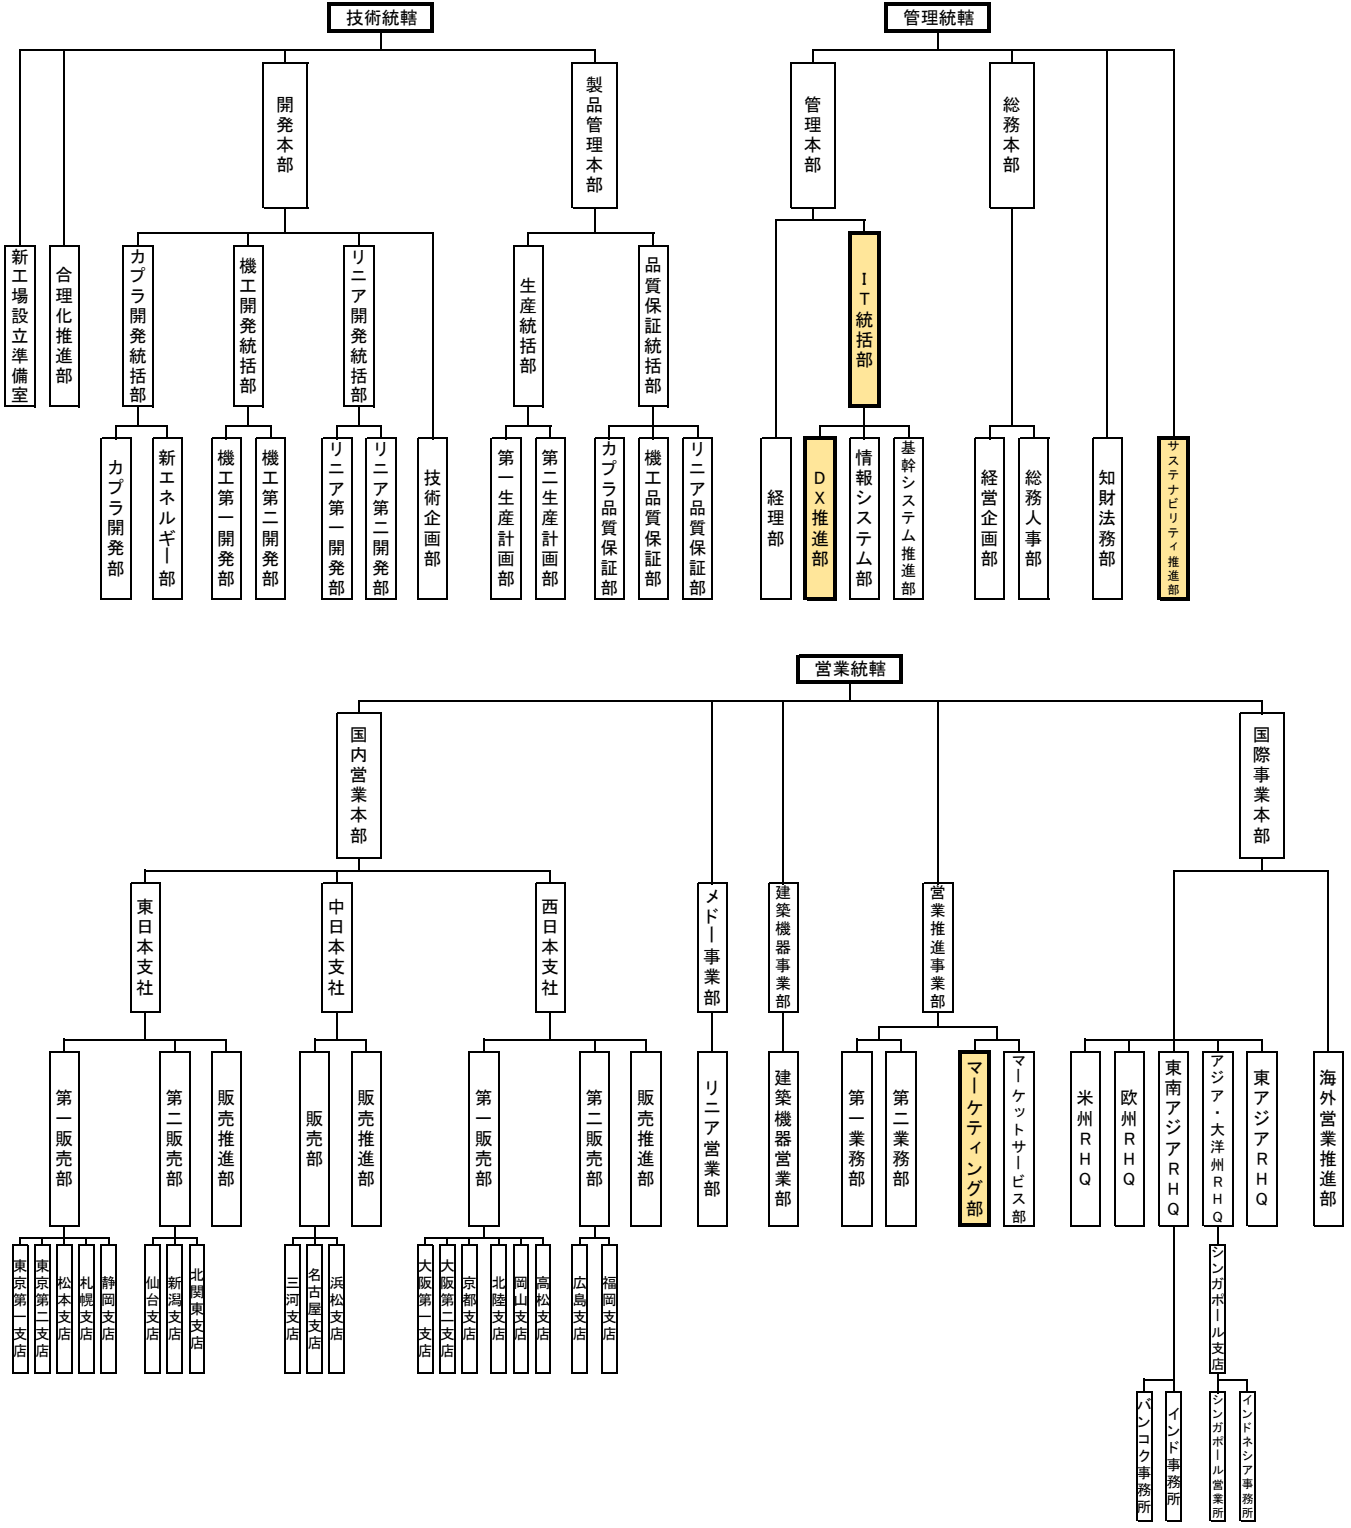 技術統轄
管理統轄
開発本部
製品管理本部
管理本部
総務本部
新工場設立準備室
合理化推進部
カプラ開発統括部
機工開発統括部
リニア開発統括部
生産統括部
品質保証統括部
IT統括部
カプラ開発部
新エネルギー部
機工第一開発部
機工第二開発部
リニア第一開発部
リニア第二開発部
技術企画部
第一生産計画部
第二生産計画部
カプラ品質保証部
機工品質保証部
リニア品質保証部
経理部
DX推進部
情報システム部
基幹システム推進部
経営企画部
総務人事部
知財法務部
サステナビリティ推進部
営業統轄
国内営業本部
国際事業本部
東日本支社
中日本支社
西日本支社
メドー事業部
建築機器事業部
営業推進事業部
第一販売部
第二販売部
販売推進部
販売部
販売推進部
第一販売部
第二販売部
販売推進部
リニア営業部
建築機器営業部
第一業務部
第二業務部
マーケティング部
マーケットサービス部
米州RHQ
欧州RHQ
東南アジアRHQ
アジア・大洋州RHQ
東アジアRHQ
海外営業推進部
東京第一支店
東京第二支店
松本支店
札幌支店
静岡支店
仙台支店
新潟支店
北関東支店
三河支店
名古屋支店
浜松支店
大阪第一支店
大阪第二支店
京都支店
北陸支店
岡山支店
高松支店
広島支店
福岡支店
シンガポール支店
バンコク事務所
インド事務所
シンガポール営業所
インドネシア事務所